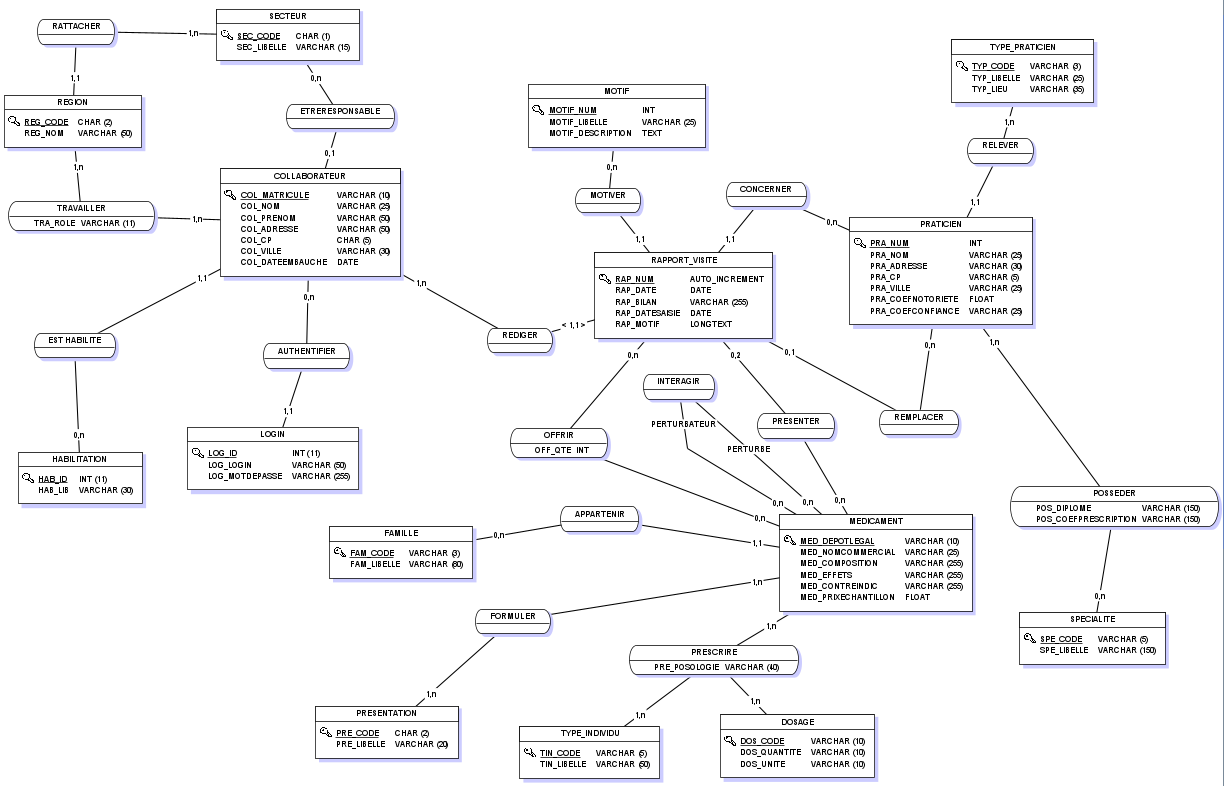 RATTACHER
1,n
SECTEUR
SEC_CODE CHAR (1)
SEC_LIBELLE VARCHAR (15)
1,1
0,n
REGION
REG_CODE CHAR (2)
REG_NOM VARCHAR (50)
ETRERESPONSABLE
0,1
1,n
TRAVAILLER
TRA_ROLE VARCHAR (11)
1,n
COLLABORATEUR
COL_MATRICULE VARCHAR (10)
COL_NOM VARCHAR (25)
COL_PRENOM VARCHAR (50)
COL_ADRESSE VARCHAR (50)
COL_CP CHAR (5)
COL_VILLE VARCHAR (30)
COL_DATEEMBAUCHE DATE
1,1
0,n
1,n
EST HABILITE
0,n
HABILITATION
HAB_ID INT (11)
HAB_LIB VARCHAR (30)
AUTHENTIFIER
1,1
LOGIN
LOG_ID INT (11)
LOG_LOGIN VARCHAR (50)
LOG_MOTDEPASSE VARCHAR (255)
REDIGER
< 1,1 >
MOTIF
MOTIF_NUM INT
MOTIF_LIBELLE VARCHAR (25)
MOTIF_DESCRIPTION TEXT
0,n
MOTIVER
1,1
CONCERNER
1,1
0,n
RAPPORT_VISITE
RAP_NUM AUTO_INCREMENT
RAP_DATE DATE
RAP_BILAN VARCHAR (255)
RAP_DATESAISIE DATE
RAP_MOTIF LONGTEXT
TYPE_PRATICIEN
TYP_CODE VARCHAR (3)
TYP_LIBELLE VARCHAR (25)
TYP_LIEU VARCHAR (35)
1,n
RELEVER
1,1
PRATICIEN
PRA_NUM INT
PRA_NOM VARCHAR (25)
PRA_ADRESSE VARCHAR (30)
PRA_CP VARCHAR (5)
PRA_VILLE VARCHAR (25)
PRA_COEFNOTORIETE FLOAT
PRA_COEFCONFIANCE VARCHAR (25)
0,n
0,2
0,1
0,n
1,n
INTERAGIR
PERTURBATEUR
PERTURBE
PRESENTER
REMPLACER
OFFRIR
OFF_QTE INT
0,n
0,n
0,n
0,n
POSSEDER
POS_DIPLOME VARCHAR (150)
POS_COEFPRESCRIPTION VARCHAR (150)
0,n
SPECIALITE
SPE_CODE VARCHAR (5)
SPE_LIBELLE VARCHAR (150)
APPARTENIR
0,n
1,1
FAMILLE
FAM_CODE VARCHAR (3)
FAM_LIBELLE VARCHAR (80)
MEDICAMENT
MED_DEPOTLEGAL VARCHAR (10)
MED_NOMCOMMERCIAL VARCHAR (25)
MED_COMPOSITION VARCHAR (255)
MED_EFFETS VARCHAR (255)
MED_CONTREINDIC VARCHAR (255)
MED_PRIXECHANTILLON FLOAT
1,n
FORMULER
1,n
1,n
PRESCRIRE
PRE_POSOLOGIE VARCHAR (40)
1,n
1,n
PRESENTATION
PRE_CODE CHAR (2)
PRE_LIBELLE VARCHAR (20)
TYPE_INDIVIDU
TIN_CODE VARCHAR (5)
TIN_LIBELLE VARCHAR (50)
DOSAGE
DOS_CODE VARCHAR (10)
DOS_QUANTITE VARCHAR (10)
DOS_UNITE VARCHAR (10)